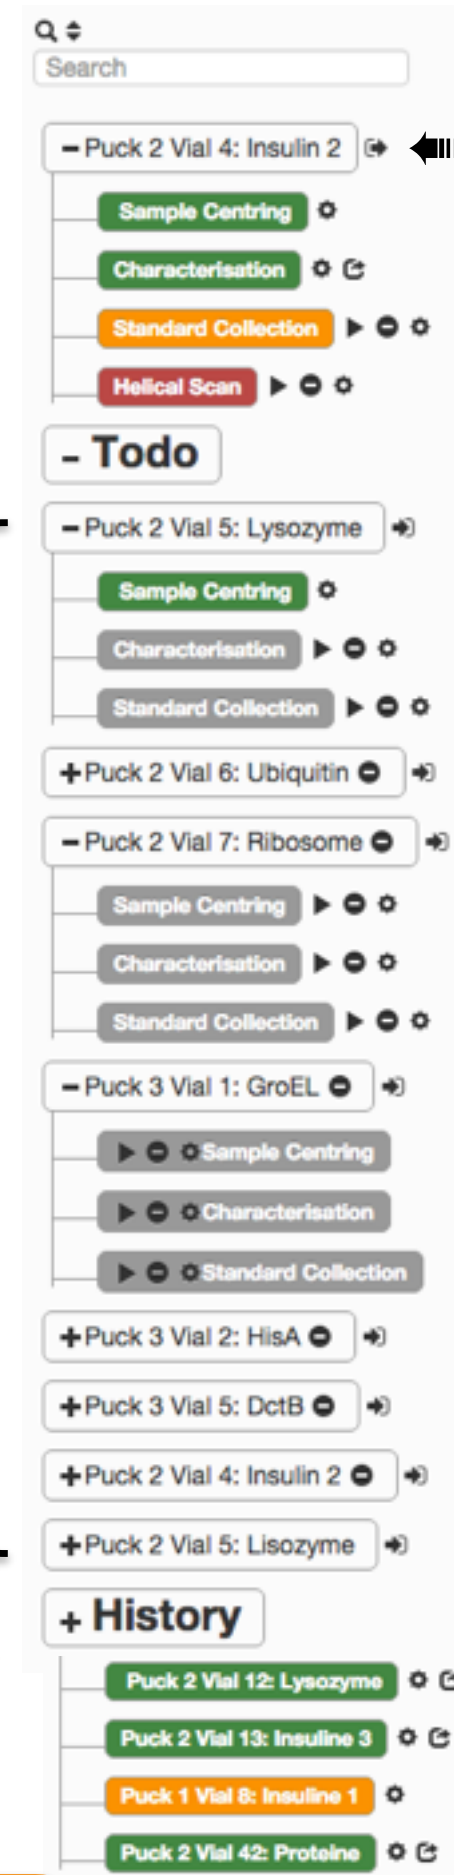 Search
Puck 2 Vial 4: Insulin 2
Sample Centring
Characterisation
Standard Collection
Helical Scan
- Todo
Puck 2 Vial 5: Lysozyme
Sample Centring
Characterisation
Standard Collection
Puck 2 Vial 6: Ubiquitin
Puck 2 Vial 7: Ribosome
Sample Centring
Characterisation
Standard Collection
Puck 3 Vial 1: GroEL
Sample Centring
Characterisation
Standard Collection
Puck 3 Vial 2: HisA
Puck 3 Vial 5: DctB
Puck 2 Vial 4: Insulin 2
Puck 2 Vial 5: Lisozyme
+ History
Puck 2 Vial 12: Lysozyme
Puck 2 Vial 13: Insuline 3
Puck 1 Vial 8: Insuline 1
Puck 2 Vial 42: Proteine